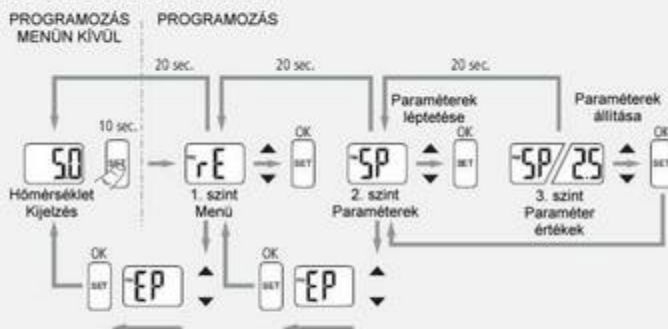 PROGRAMOZÁS
MENÜN KÍVÜL
PROGRAMOZÁS
20 sec.
20 sec.
20 sec.
10 sec.
Paraméterek
léptetése
Paraméterek
állítása
OK
OK
OK
5.0
SET
rE
SET
SP
SET
SP/25
SET
Hőmérséklet
Kijelzés
1. szint
Menü
2. szint
Paraméterek
3. szint
Paraméter
értékek
OK
OK
SET
EP
SET
EP